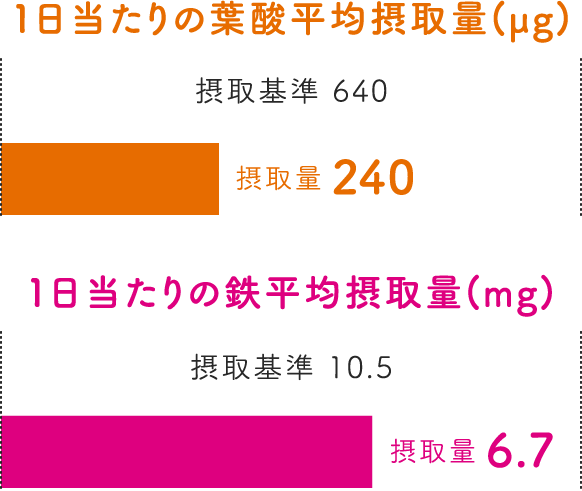 1日当たりの葉酸平均摂取量(μg)
摂取基準 640
摂取量 240
1日当たりの鉄平均摂取量(mg)
摂取基準 10.5
摂取量 6.7